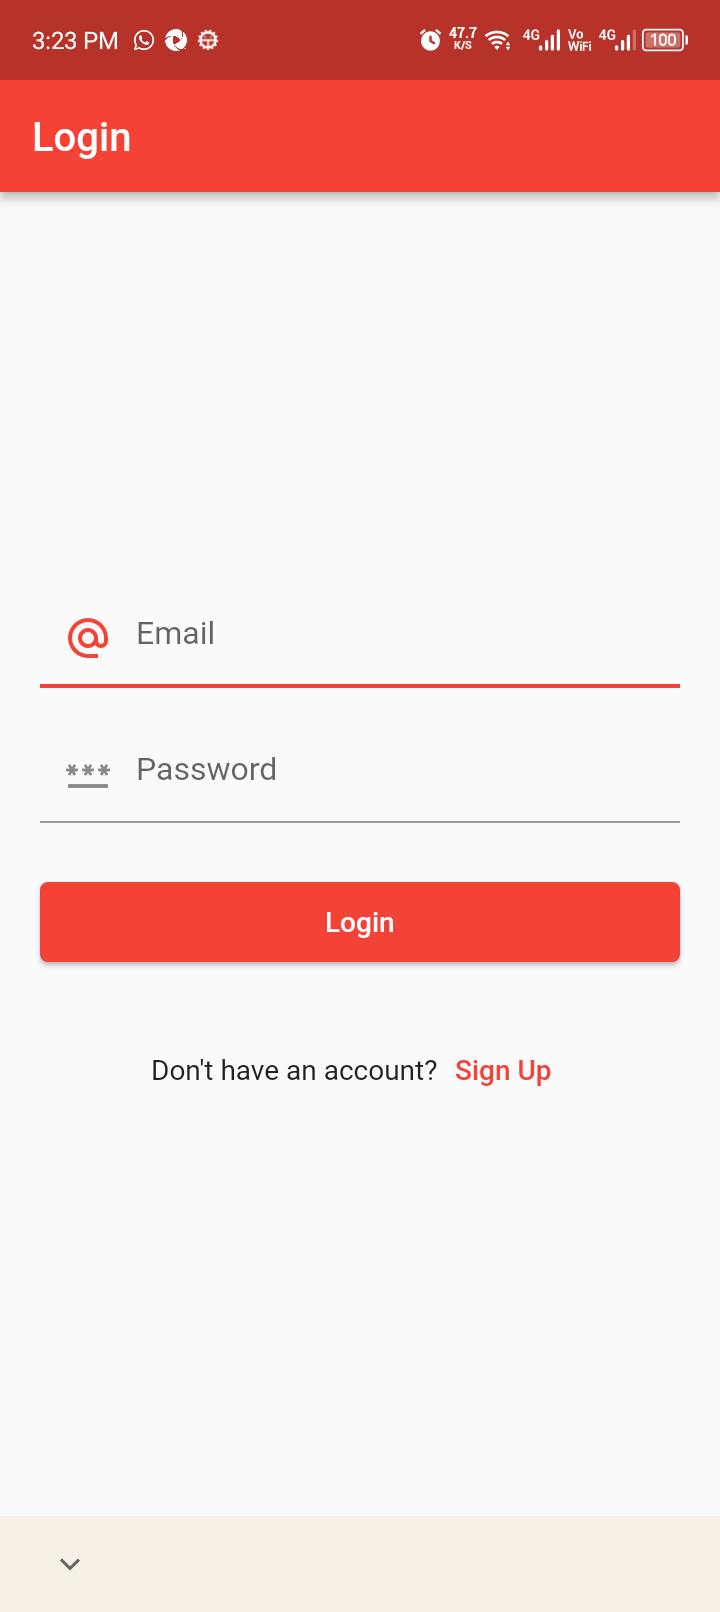 3:23 PM 47.7 K/S 4G Vo WiFi 4G 100
Login
Email
*** Password
Login
Don't have an account? Sign Up